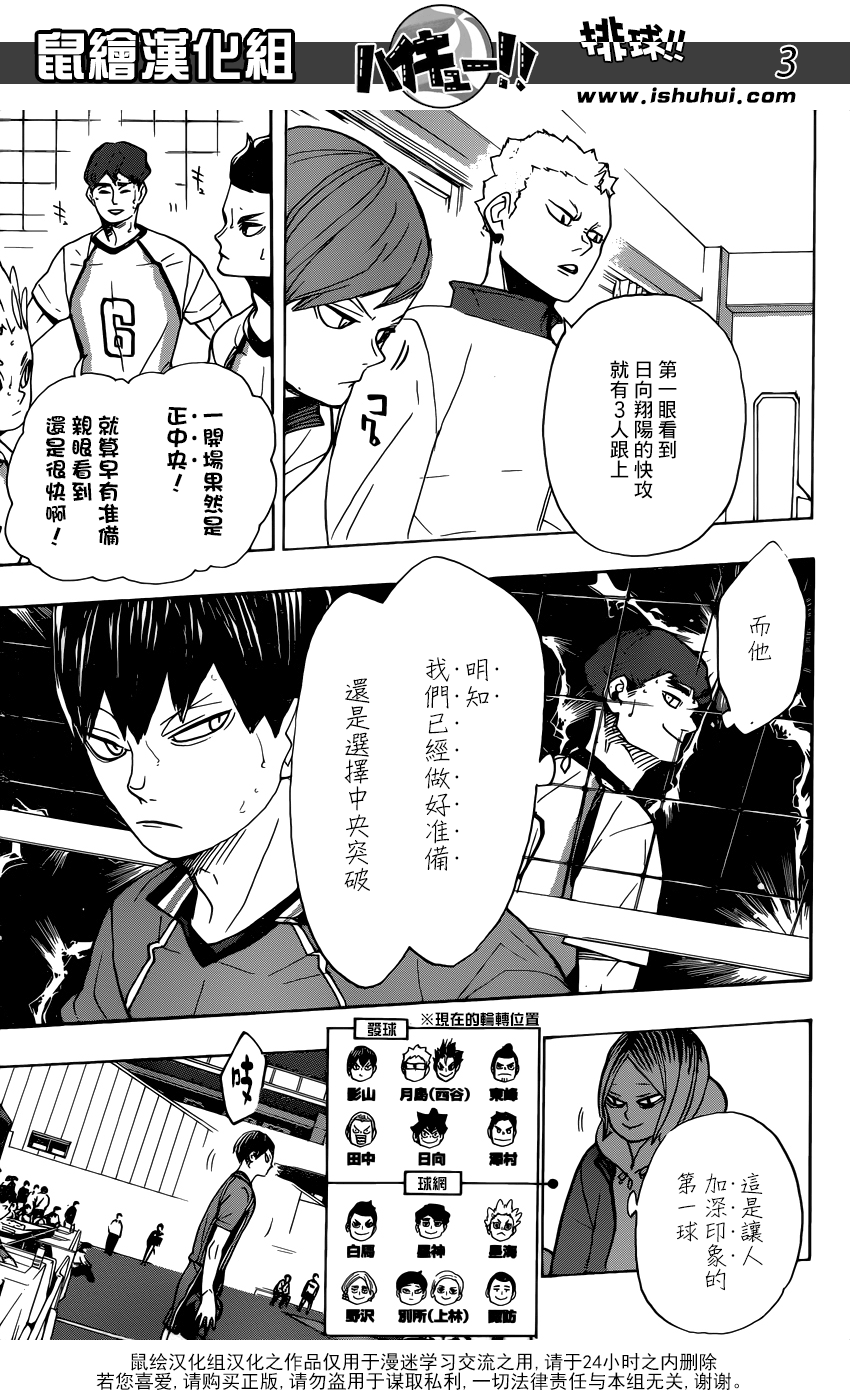 鼠繪漢化組
ハイキュー!!
排球!!
3
www.ishuhui.com
第一眼看到
日向翔陽的快攻
就有3人跟上
6
一開場果然是
正中央！
就算早有准備
親眼看到
還是很快啊！
而他
明知
我們已經做好准備
還是選擇中央突破
※現在的輪轉位置
發球
影山
月島(西谷)
東峰
田中
日向
澤村
球網
白馬
晝神
星海
野沢
別所(上林)
諏訪
這是讓人
加深印象的
第一球
鼠绘汉化组汉化之作品仅用于漫迷学习交流之用, 请于24小时之内删除
若您喜爱, 请购买正版, 请勿盗用于谋取私利, 一切法律责任与本组无关, 谢谢。